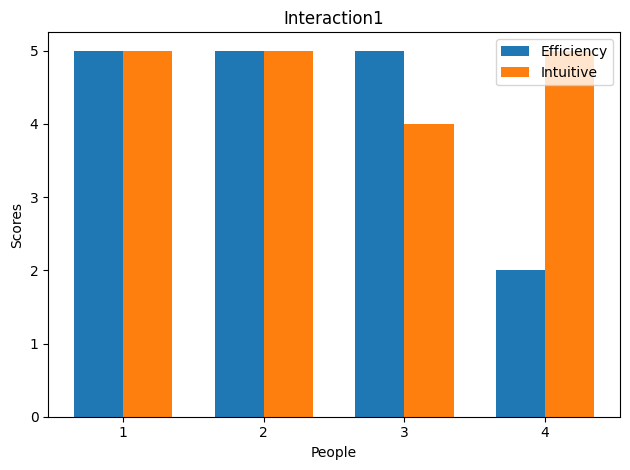 Interaction1
Efficiency
Intuitive
Scores
5
4
3
2
1
0
1 2 3 4
People